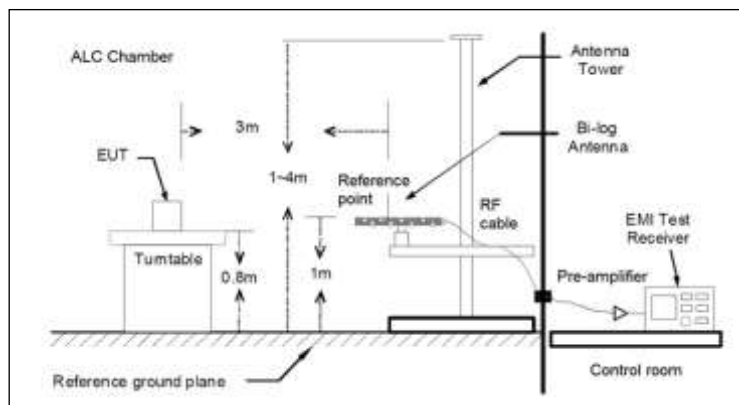 ALC Chamber
Antenna
Tower
3m
Bi-log
Antenna
EUT
1~4m
Reference
point
RF
cable
EMI Test
Receiver
Turntable
0.8m
1m
Pre-amplifier
Reference ground plane
Control room